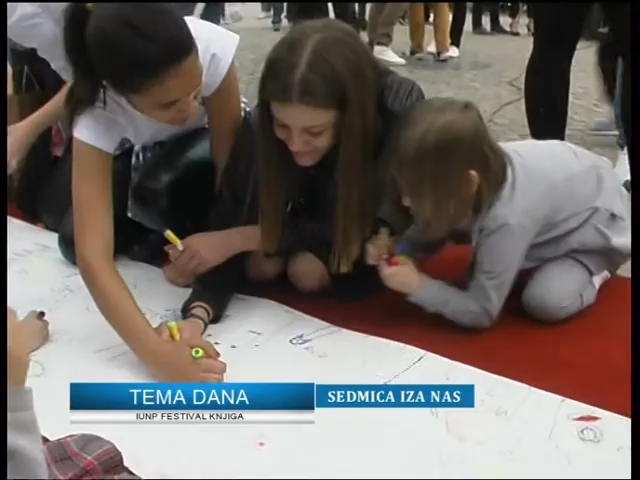 TEMA DANA
IUNP FESTIVAL KNJIGA
SEDMICA IZA NAS